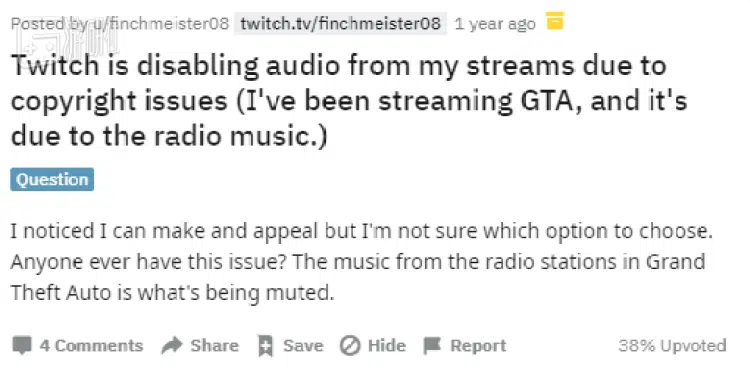 Posted by u/finchmeister08 twitch.tv/finchmeister08 1 year ago
Twitch is disabling audio from my streams due to
copyright issues (I've been streaming GTA, and it's
due to the radio music.)
Question
I noticed I can make and appeal but I'm not sure which option to choose.
Anyone ever have this issue? The music from the radio stations in Grand
Theft Auto is what's being muted.
4 Comments Share Save Hide Report 38% Upvoted